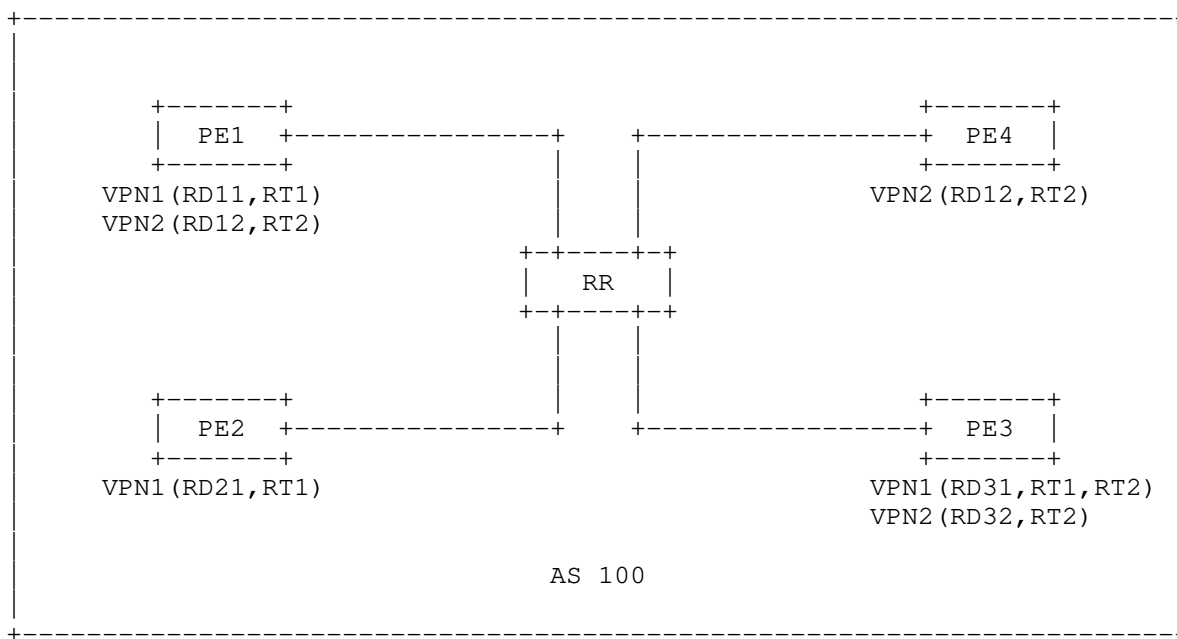 PE1 PE4
VPN1(RD11,RT1) VPN2(RD12,RT2)
VPN2(RD12,RT2)
RR
PE2 PE3
VPN1(RD21,RT1) VPN1(RD31,RT1,RT2)
VPN2(RD32,RT2)
AS 100